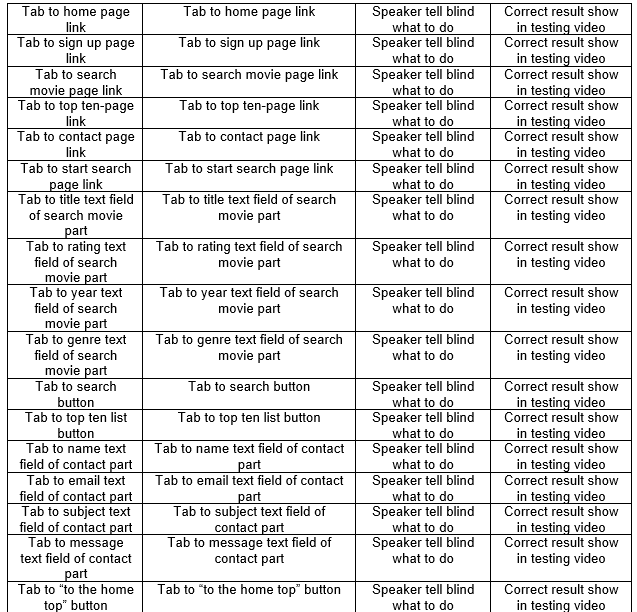 Tab to home page link | Tab to home page link | Speaker tell blind what to do | Correct result show in testing video
Tab to sign up page link | Tab to sign up page link | Speaker tell blind what to do | Correct result show in testing video
Tab to search movie page link | Tab to search movie page link | Speaker tell blind what to do | Correct result show in testing video
Tab to top ten-page link | Tab to top ten-page link | Speaker tell blind what to do | Correct result show in testing video
Tab to contact page link | Tab to contact page link | Speaker tell blind what to do | Correct result show in testing video
Tab to start search page link | Tab to start search page link | Speaker tell blind what to do | Correct result show in testing video
Tab to title text field of search movie part | Tab to title text field of search movie part | Speaker tell blind what to do | Correct result show in testing video
Tab to rating text field of search movie part | Tab to rating text field of search movie part | Speaker tell blind what to do | Correct result show in testing video
Tab to year text field of search movie part | Tab to year text field of search movie part | Speaker tell blind what to do | Correct result show in testing video
Tab to genre text field of search movie part | Tab to genre text field of search movie part | Speaker tell blind what to do | Correct result show in testing video
Tab to search button | Tab to search button | Speaker tell blind what to do | Correct result show in testing video
Tab to top ten list button | Tab to top ten list button | Speaker tell blind what to do | Correct result show in testing video
Tab to name text field of contact part | Tab to name text field of contact part | Speaker tell blind what to do | Correct result show in testing video
Tab to email text field of contact part | Tab to email text field of contact part | Speaker tell blind what to do | Correct result show in testing video
Tab to subject text field of contact part | Tab to subject text field of contact part | Speaker tell blind what to do | Correct result show in testing video
Tab to message text field of contact part | Tab to message text field of contact part | Speaker tell blind what to do | Correct result show in testing video
Tab to “to the home top” button | Tab to “to the home top” button | Speaker tell blind what to do | Correct result show in testing video